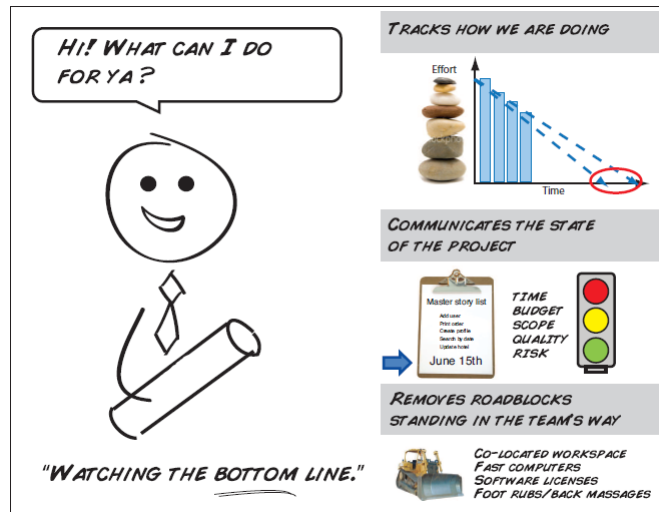 Hi! What can I do
for ya?
"Watching the bottom line."
Tracks how we are doing
Effort
Time
Communicates the state
of the project
Master story list
Add user
Print order
Create profile
Search by date
Update hotel
June 15th
Time
Budget
Scope
Quality
Risk
Removes roadblocks
standing in the team's way
Co-located workspace
Fast computers
Software licenses
Foot rubs/back massages